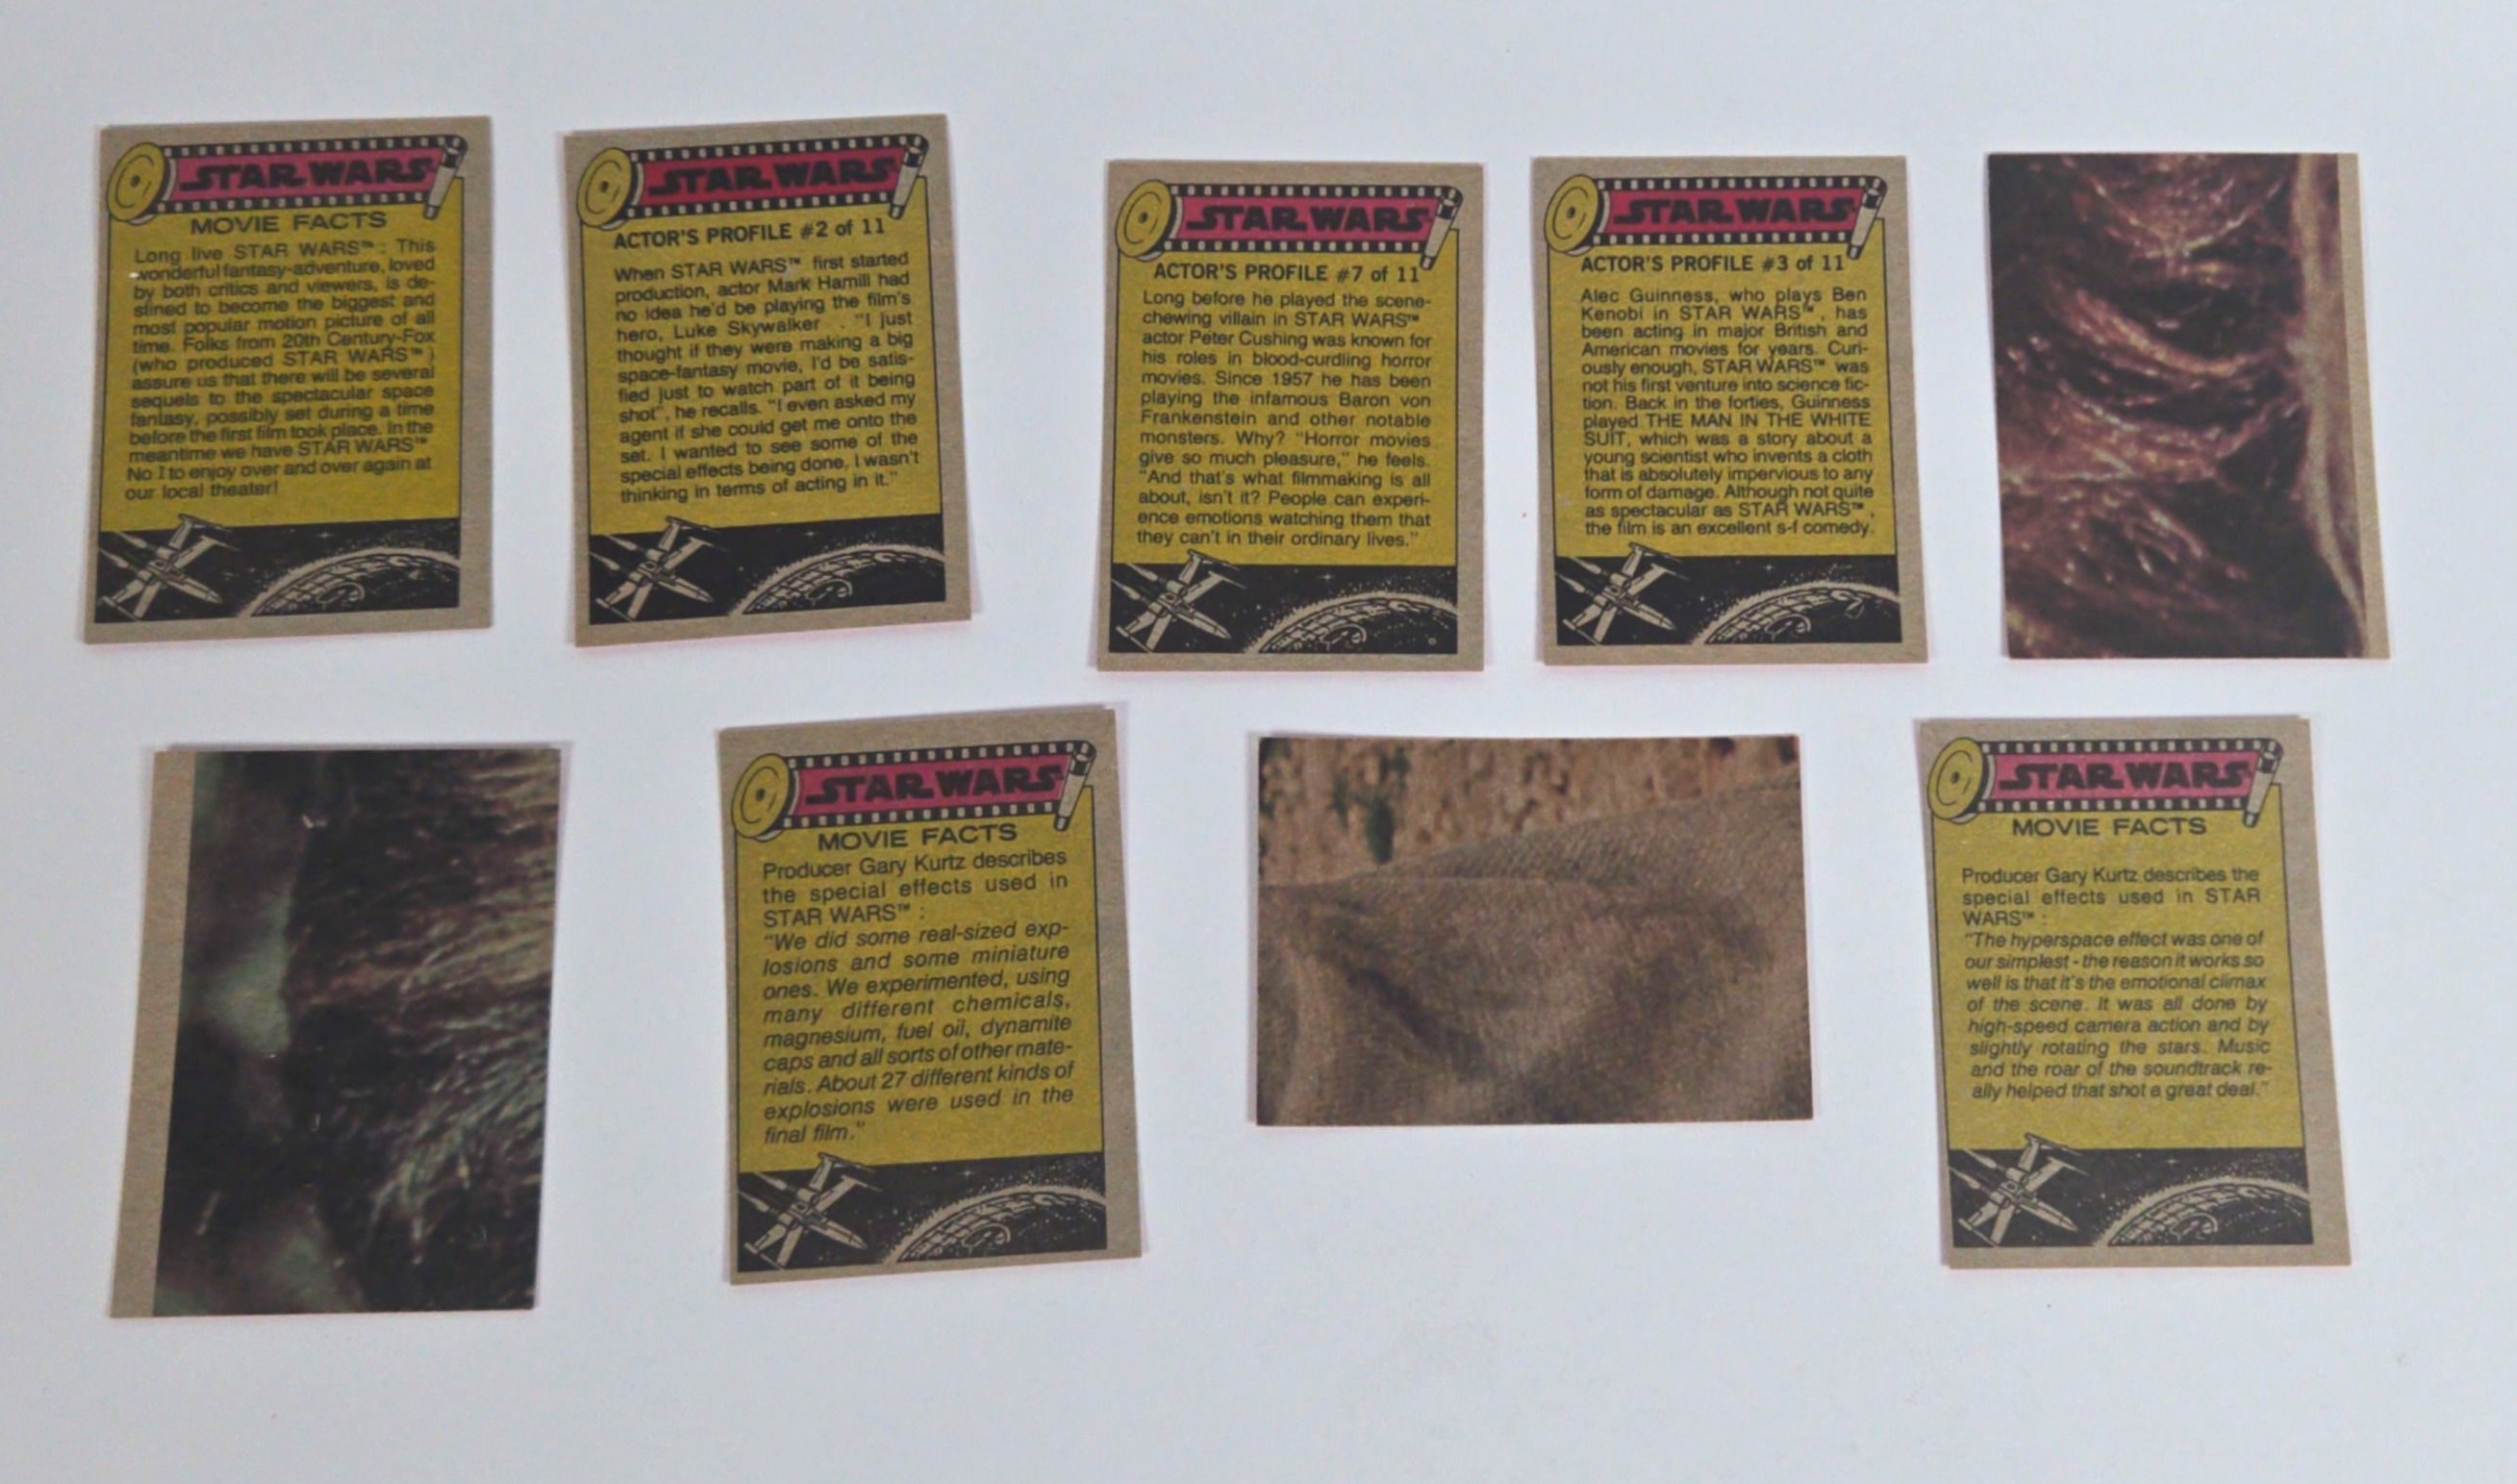 STAR WARS
MOVIE FACTS
Long live STAR WARS™ : This
wonderful fantasy-adventure, loved
by both critics and viewers, is de-
stined to become the biggest and
most popular motion picture of all
time. Folks from 20th Century-Fox
(who produced STAR WARS™ )
assure us that there will be several
sequels to the spectacular space
fantasy, possibly set during a time
before the first film took place. In the
meantime we have STAR WARS™
No I to enjoy over and over again at
our local theater!
STAR WARS
ACTOR'S PROFILE #2 of 11
When STAR WARS™ first started
production, actor Mark Hamill had
no idea he'd be playing the film's
hero, Luke Skywalker . "I just
thought if they were making a big
space-fantasy movie, I'd be satis-
fied just to watch part of it being
shot", he recalls. "I even asked my
agent if she could get me onto the
set. I wanted to see some of the
special effects being done. I wasn't
thinking in terms of acting in it."
STAR WARS
ACTOR'S PROFILE #7 of 11
Long before he played the scene-
chewing villain in STAR WARS™
actor Peter Cushing was known for
his roles in blood-curdling horror
movies. Since 1957 he has been
playing the infamous Baron von
Frankenstein and other notable
monsters. Why? "Horror movies
give so much pleasure," he feels.
"And that's what filmmaking is all
about, isn't it? People can experi-
ence emotions watching them that
they can't in their ordinary lives."
STAR WARS
ACTOR'S PROFILE #3 of 11
Alec Guinness, who plays Ben
Kenobi in STAR WARS™ , has
been acting in major British and
American movies for years. Curi-
ously enough, STAR WARS™ was
not his first venture into science fic-
tion. Back in the forties, Guinness
played THE MAN IN THE WHITE
SUIT, which was a story about a
young scientist who invents a cloth
that is absolutely impervious to any
form of damage. Although not quite
as spectacular as STAR WARS™ ,
the film is an excellent s-f comedy.
STAR WARS
MOVIE FACTS
Producer Gary Kurtz describes
the special effects used in
STAR WARS™ :
"We did some real-sized exp-
losions and some miniature
ones. We experimented, using
many different chemicals,
magnesium, fuel oil, dynamite
caps and all sorts of other mate-
rials. About 27 different kinds of
explosions were used in the
final film."
STAR WARS
MOVIE FACTS
Producer Gary Kurtz describes the
special effects used in STAR
WARS™ :
"The hyperspace effect was one of
our simplest - the reason it works so
well is that it's the emotional climax
of the scene. It was all done by
high-speed camera action and by
slightly rotating the stars. Music
and the roar of the soundtrack re-
ally helped that shot a great deal."